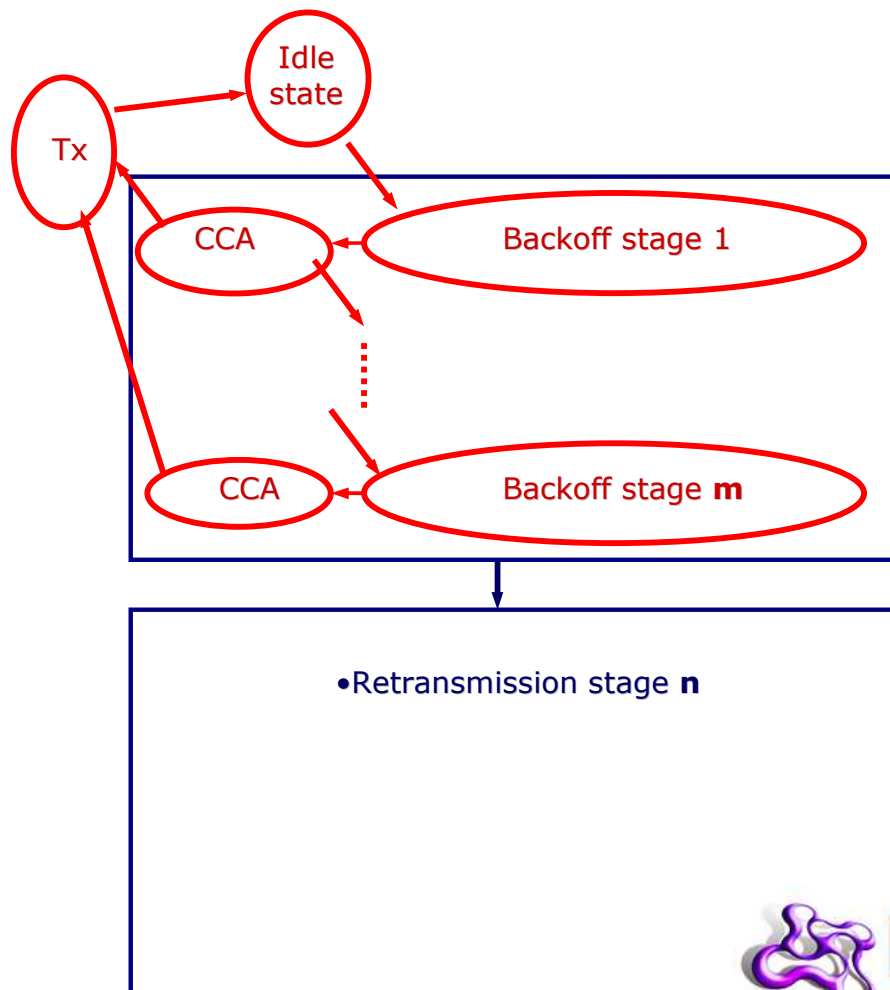 Idle
state
Tx
CCA
Backoff stage 1
CCA
Backoff stage m
•Retransmission stage n